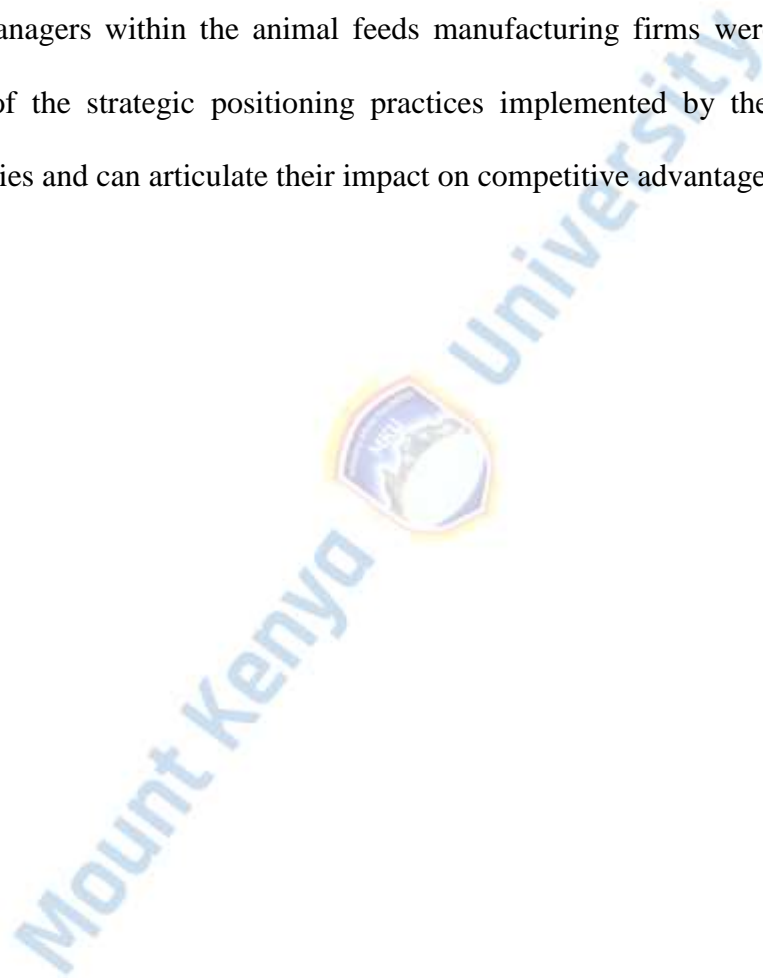 anagers within the animal feeds manufacturing firms wer
of the strategic positioning practices implemented by the
ies and can articulate their impact on competitive advantage
Mount Kenya University
MKU